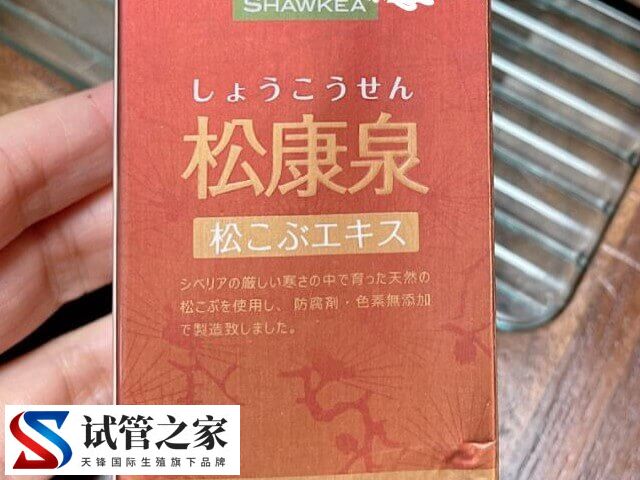 SHAWKEA
しょうこうせん
松康泉
松こぶエキス
シベリアの厳しい寒さの中で育った天然の
松こぶを使用し、防腐剤・色素無添加
で製造致しました。
试管之家
天锋国际生殖旗下品牌